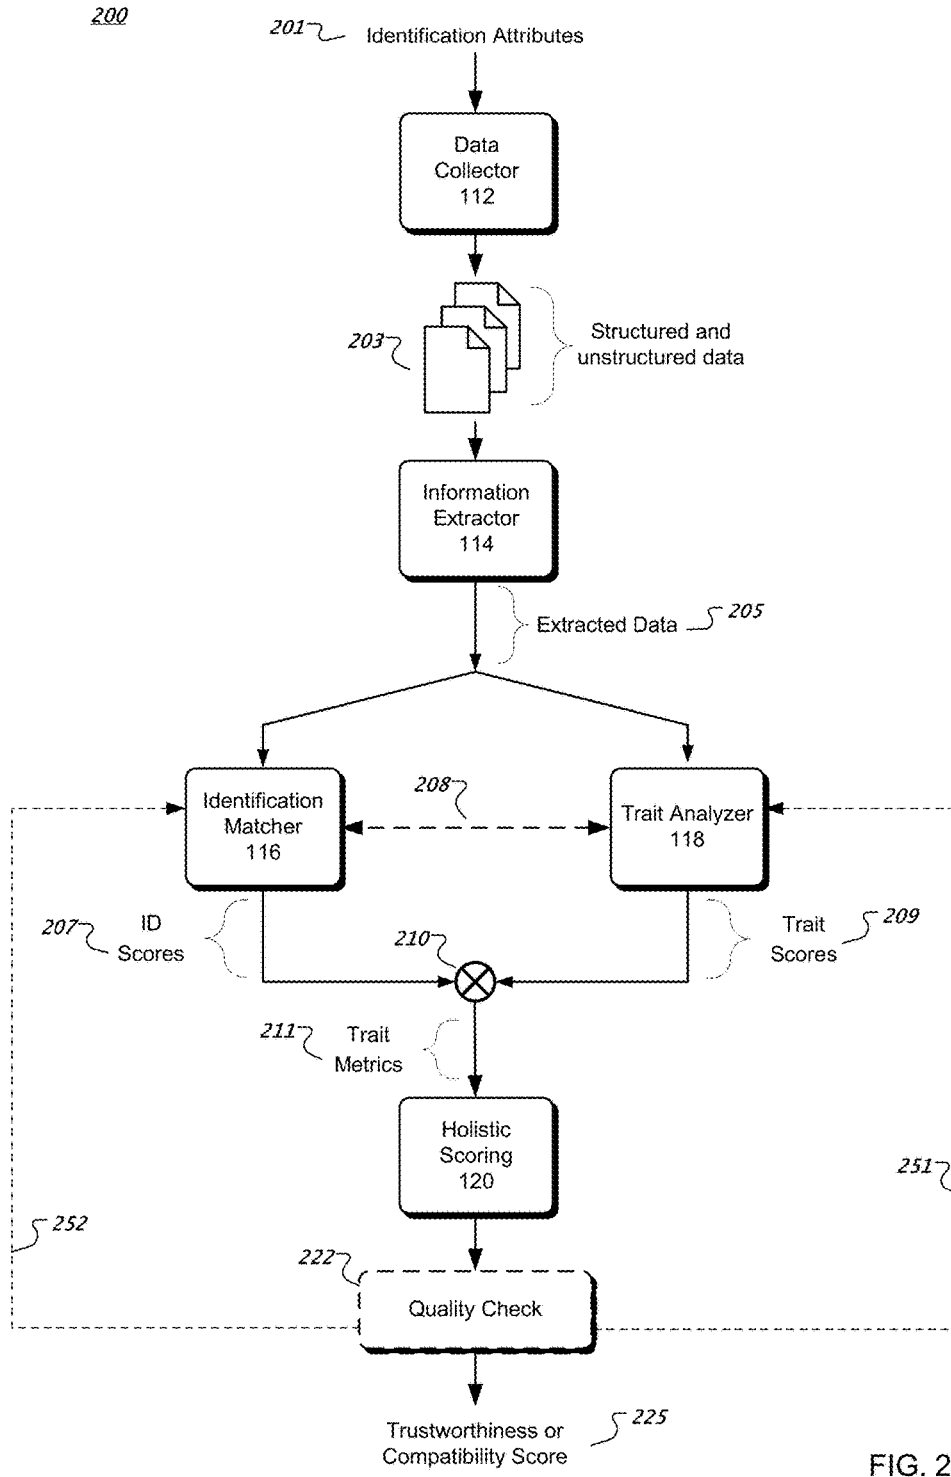 200
201
Identification Attributes
Data
Collector
112
203
Structured and
unstructured data
Information
Extractor
114
Extracted Data
205
Identification
Matcher
116
208
Trait Analyzer
118
207
ID
Scores
210
Trait
Scores
209
211
Trait
Metrics
Holistic
Scoring
120
251
252
222
Quality Check
Trustworthiness or
Compatibility Score
225
FIG. 2